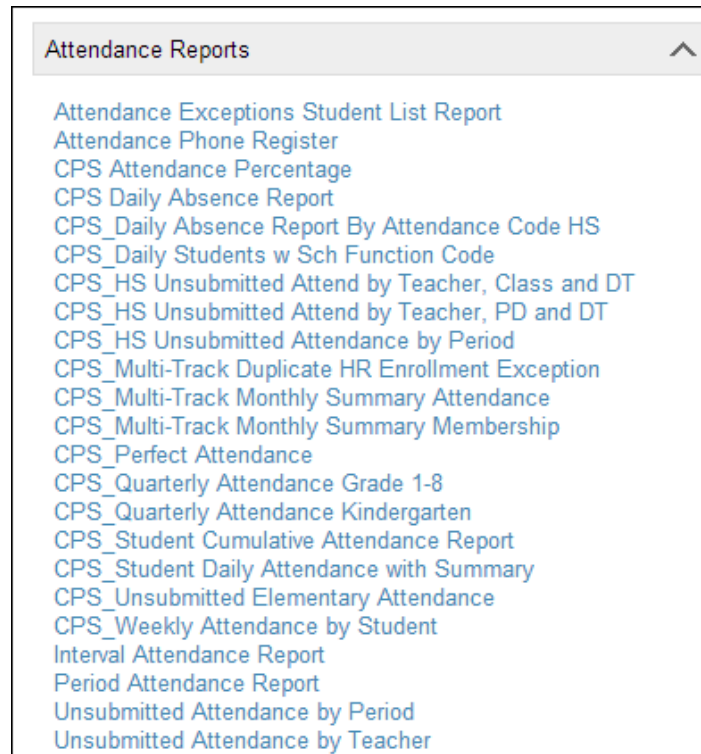 Attendance Reports
Attendance Exceptions Student List Report
Attendance Phone Register
CPS Attendance Percentage
CPS Daily Absence Report
CPS_Daily Absence Report By Attendance Code HS
CPS_Daily Students w Sch Function Code
CPS_HS Unsubmitted Attend by Teacher, Class and DT
CPS_HS Unsubmitted Attend by Teacher, PD and DT
CPS_HS Unsubmitted Attendance by Period
CPS_Multi-Track Duplicate HR Enrollment Exception
CPS_Multi-Track Monthly Summary Attendance
CPS_Multi-Track Monthly Summary Membership
CPS_Perfect Attendance
CPS_Quarterly Attendance Grade 1-8
CPS_Quarterly Attendance Kindergarten
CPS_Student Cumulative Attendance Report
CPS_Student Daily Attendance with Summary
CPS_Unsubmitted Elementary Attendance
CPS_Weekly Attendance by Student
Interval Attendance Report
Period Attendance Report
Unsubmitted Attendance by Period
Unsubmitted Attendance by Teacher